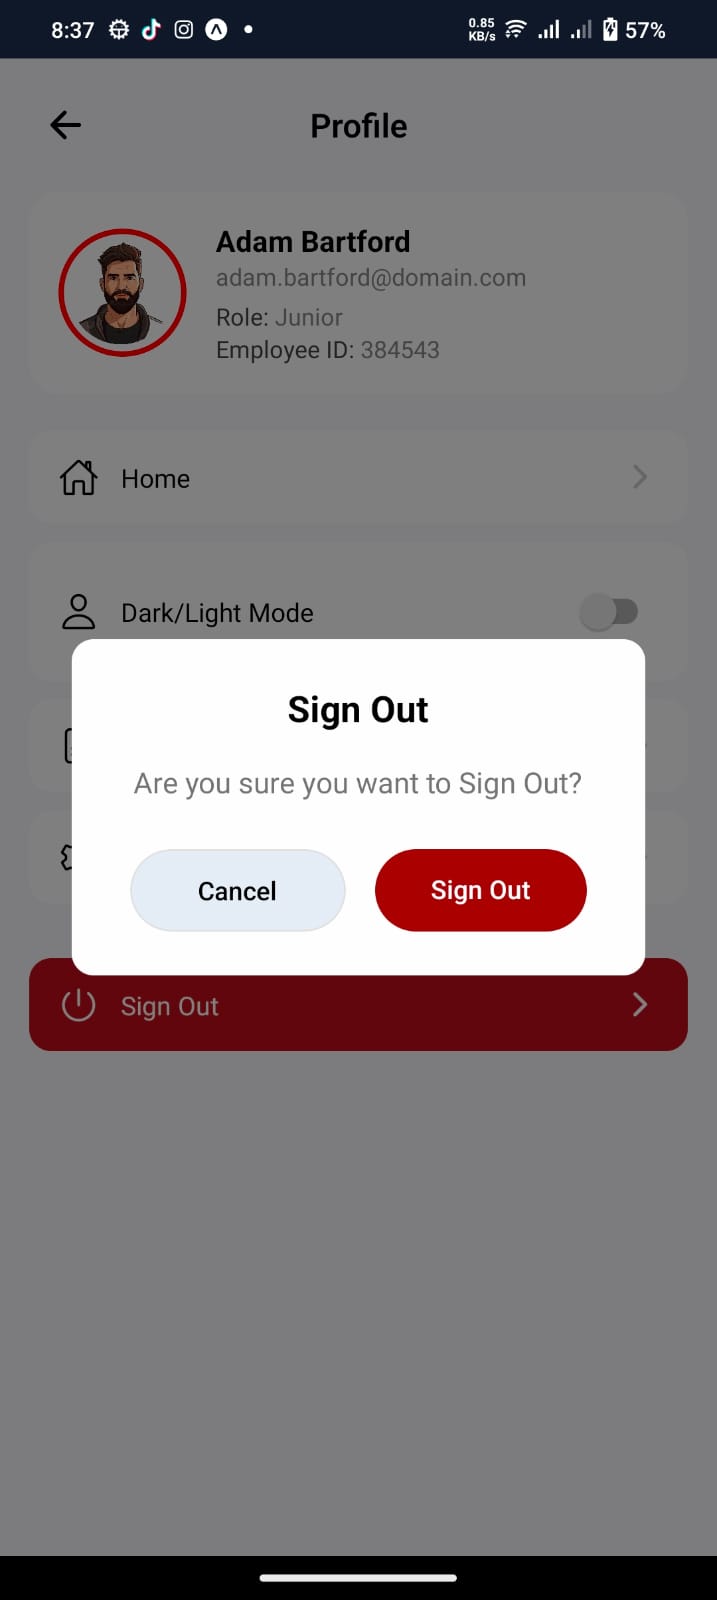 8:37
0.85
KB/s
57%
Profile
Adam Bartford
adam.bartford@domain.com
Role: Junior
Employee ID: 384543
Home
Dark/Light Mode
Sign Out
Are you sure you want to Sign Out?
Cancel
Sign Out
Sign Out